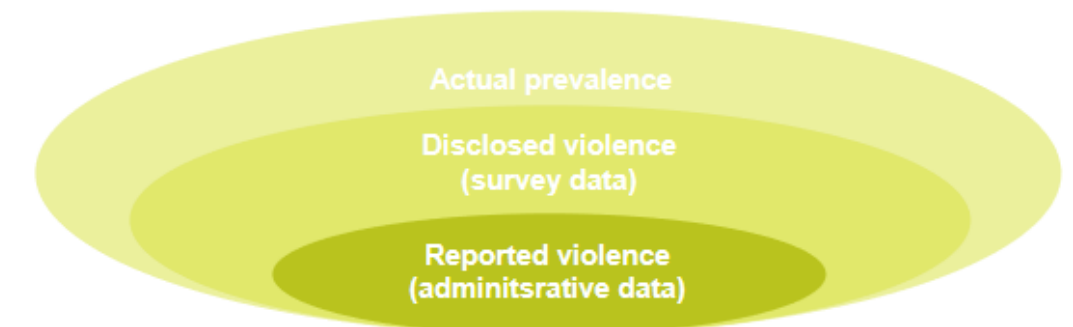 Actual prevalence
Disclosed violence
(survey data)
Reported violence
(adminitsrative data)